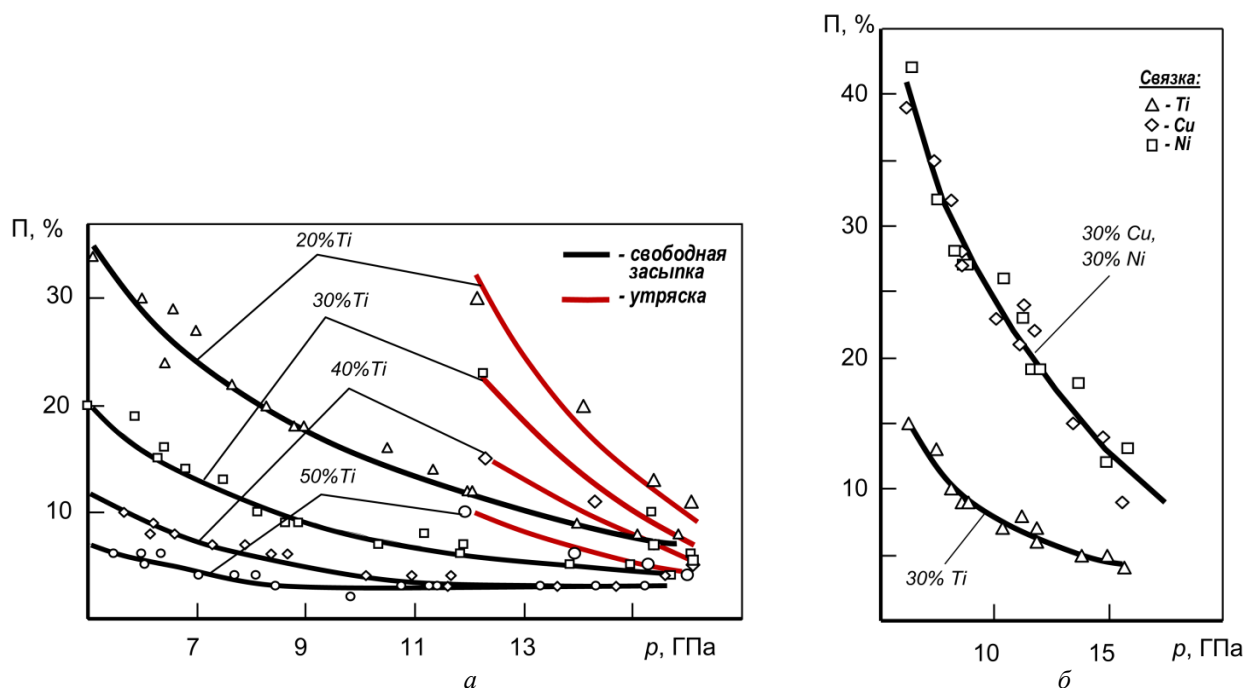 П, %
30
20
10
7
9
11
13
p, ГПа
20%Ti
30%Ti
40%Ti
50%Ti
- свободная
засыпка
- утряска
а
П, %
40
30
20
10
10
15
p, ГПа
Связка:
- Ti
- Cu
- Ni
30% Cu,
30% Ni
30% Ti
б